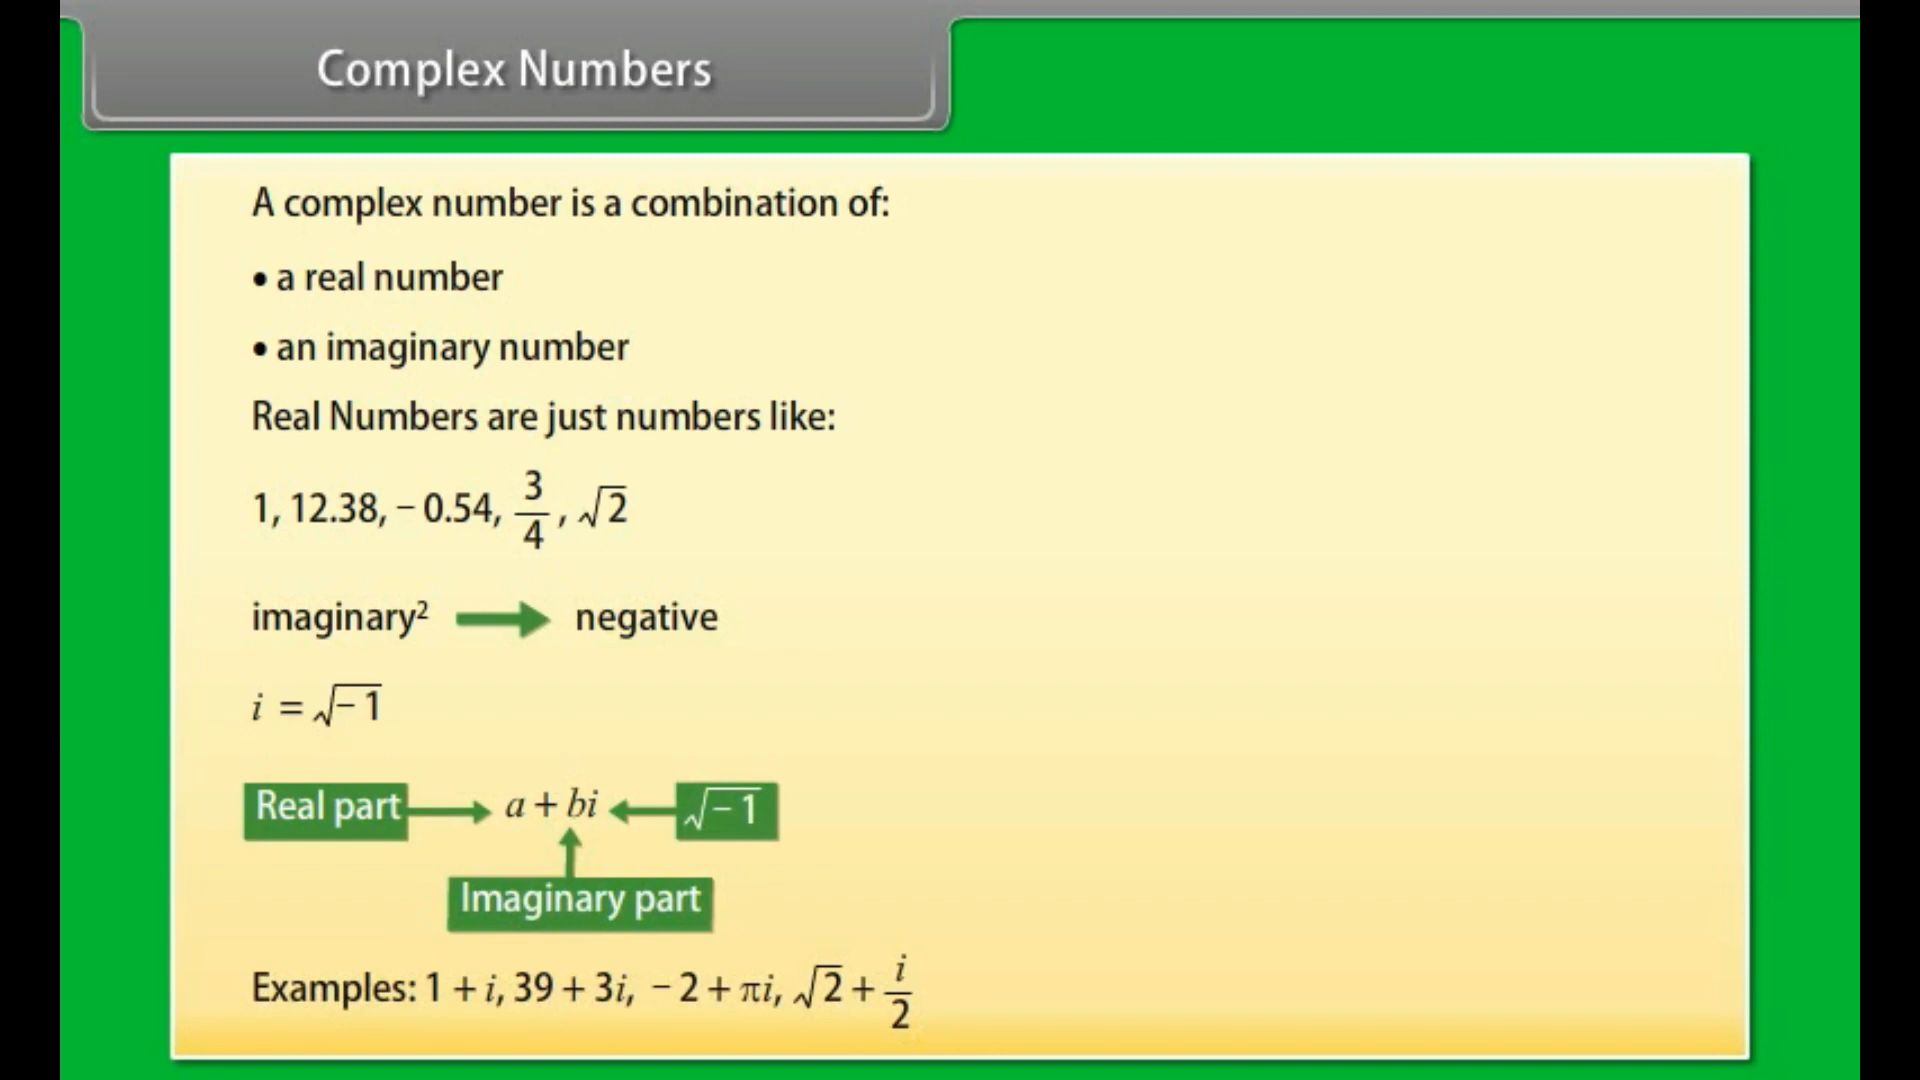 Complex Numbers
A complex number is a combination of:
• a real number
• an imaginary number
Real Numbers are just numbers like:
1, 12.38, – 0.54, 3/4, √2
imaginary² → negative
i = √–1
Real part → a + bi ← √–1
Imaginary part
Examples: 1 + i, 39 + 3i, – 2 + πi, √2 + i/2